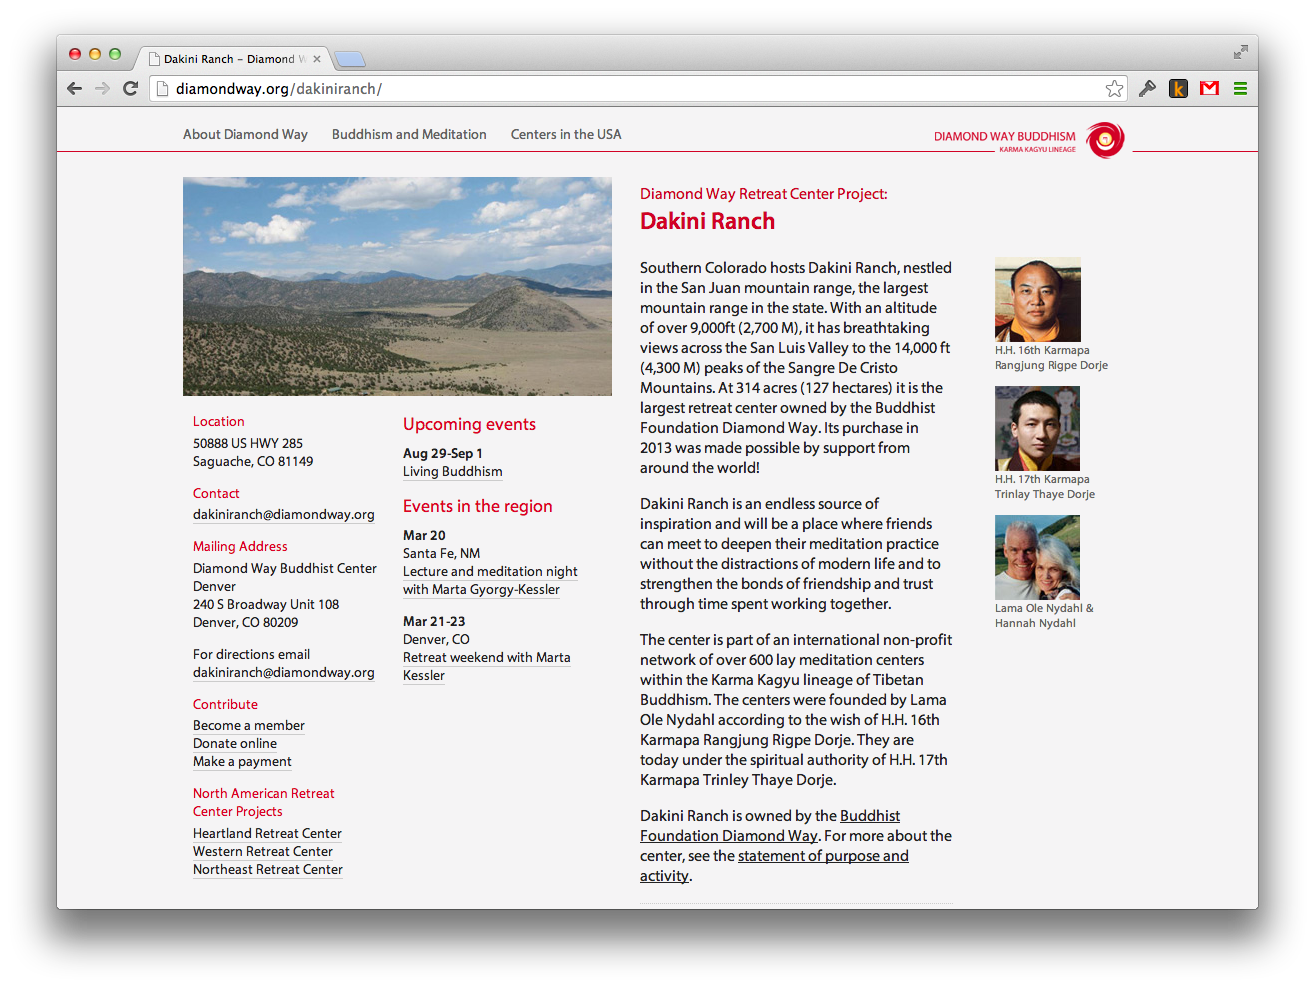 Dakini Ranch – Diamond W
diamondway.org/dakiniranch/
k
About Diamond Way
Buddhism and Meditation
Centers in the USA
DIAMOND WAY BUDDHISM
KARMA KAGYU LINEAGE
Location
50888 US HWY 285
Saguache, CO 81149
Contact
dakiniranch@diamondway.org
Mailing Address
Diamond Way Buddhist Center
Denver
240 S Broadway Unit 108
Denver, CO 80209
For directions email
dakiniranch@diamondway.org
Contribute
Become a member
Donate online
Make a payment
North American Retreat
Center Projects
Heartland Retreat Center
Western Retreat Center
Northeast Retreat Center
Upcoming events
Aug 29-Sep 1
Living Buddhism
Events in the region
Mar 20
Santa Fe, NM
Lecture and meditation night
with Marta Gyorgy-Kessler
Mar 21-23
Denver, CO
Retreat weekend with Marta
Kessler
Diamond Way Retreat Center Project:
Dakini Ranch
Southern Colorado hosts Dakini Ranch, nestled
in the San Juan mountain range, the largest
mountain range in the state. With an altitude
of over 9,000ft (2,700 M), it has breathtaking
views across the San Luis Valley to the 14,000 ft
(4,300 M) peaks of the Sangre De Cristo
Mountains. At 314 acres (127 hectares) it is the
largest retreat center owned by the Buddhist
Foundation Diamond Way. Its purchase in
2013 was made possible by support from
around the world!
Dakini Ranch is an endless source of
inspiration and will be a place where friends
can meet to deepen their meditation practice
without the distractions of modern life and to
strengthen the bonds of friendship and trust
through time spent working together.
The center is part of an international non-profit
network of over 600 lay meditation centers
within the Karma Kagyu lineage of Tibetan
Buddhism. The centers were founded by Lama
Ole Nydahl according to the wish of H.H. 16th
Karmapa Rangjung Rigpe Dorje. They are
today under the spiritual authority of H.H. 17th
Karmapa Trinley Thaye Dorje.
Dakini Ranch is owned by the Buddhist
Foundation Diamond Way. For more about the
center, see the statement of purpose and
activity.
H.H. 16th Karmapa
Rangjung Rigpe Dorje
H.H. 17th Karmapa
Trinlay Thaye Dorje
Lama Ole Nydahl &
Hannah Nydahl